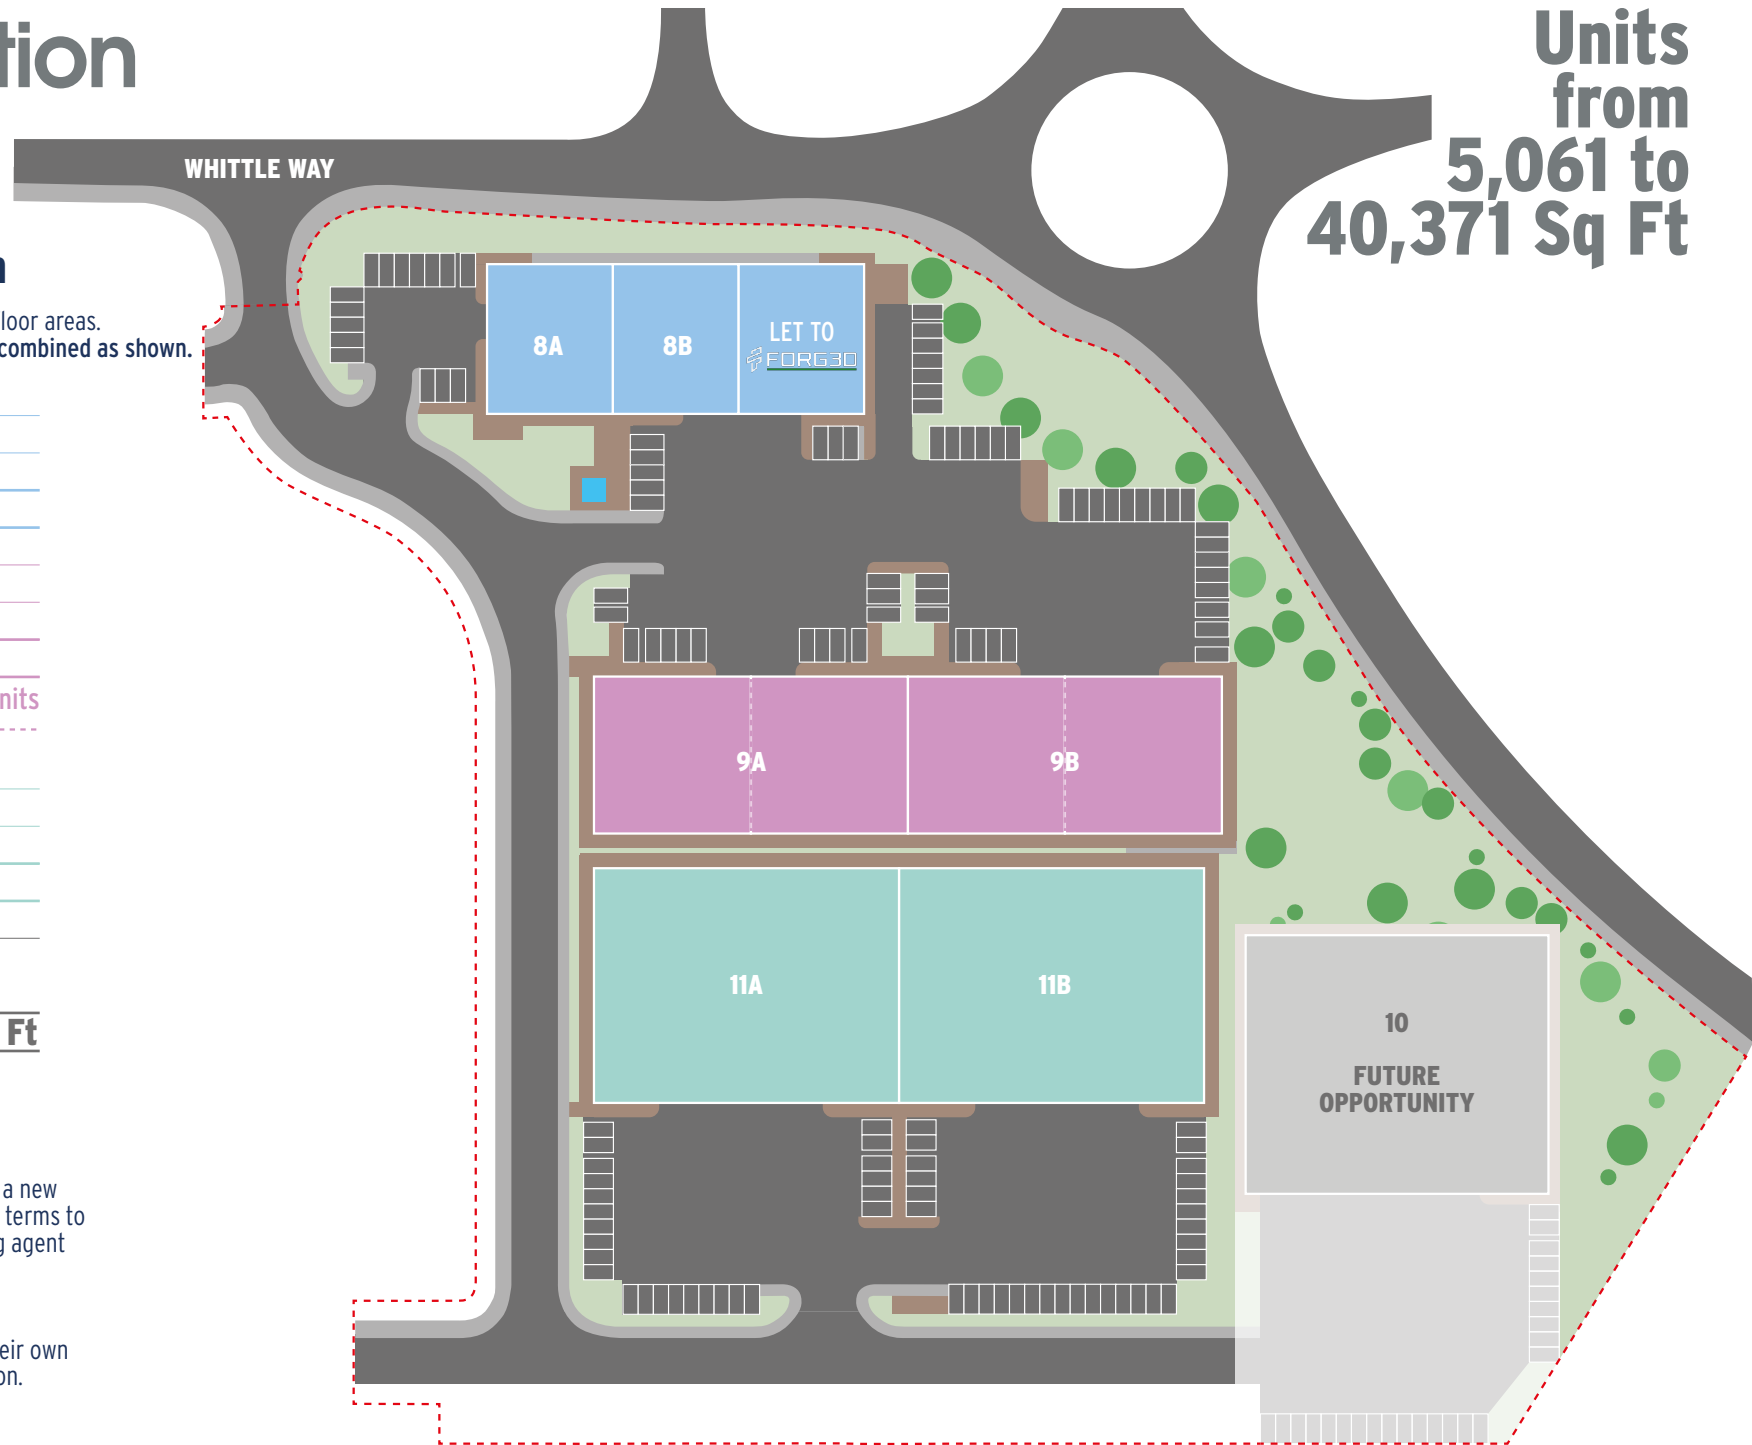 tion
Units
from
5,061 to
40,371 Sq Ft
WHITTLE WAY
loor areas.
combined as shown.
8A
8B
LET TO
FORG3D
nits
9A
9B
11A
11B
Ft
10
FUTURE
OPPORTUNITY
a new
terms to
g agent
eir own
on.